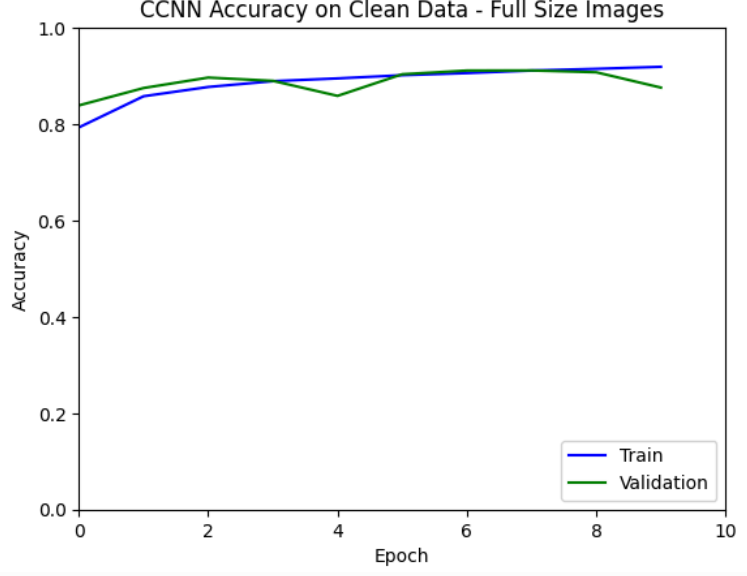 CCNN Accuracy on Clean Data - Full Size Images
1.0
0.8
0.6
0.4
0.2
0.0
Accuracy
Train
Validation
0 2 4 6 8 10
Epoch